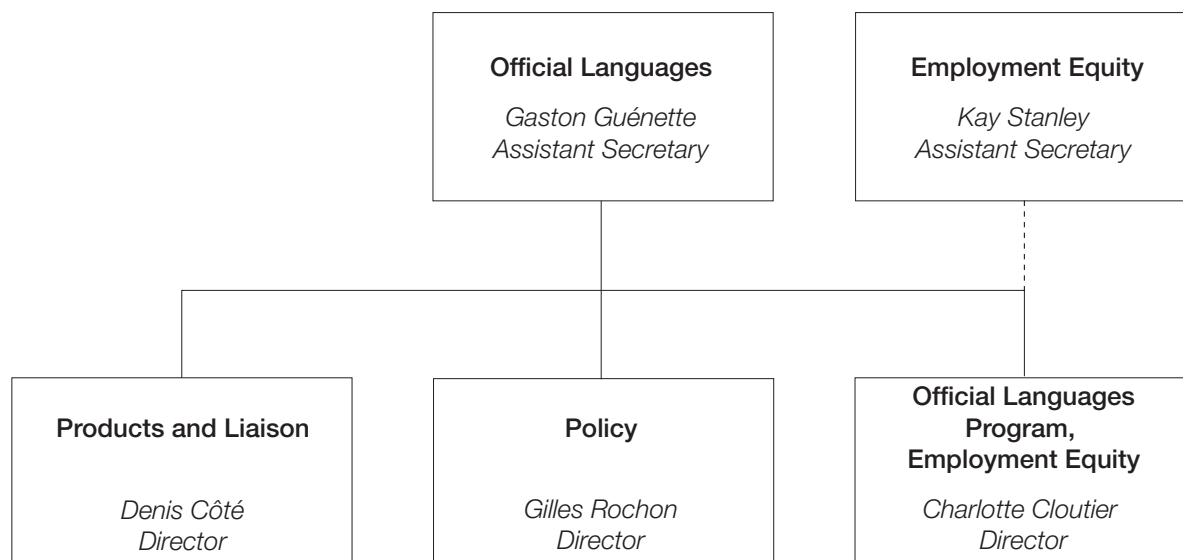 Official Languages
Gaston Guénette
Assistant Secretary
Employment Equity
Kay Stanley
Assistant Secretary
Products and Liaison
Denis Côté
Director
Policy
Gilles Rochon
Director
Official Languages
Program,
Employment Equity
Charlotte Cloutier
Director